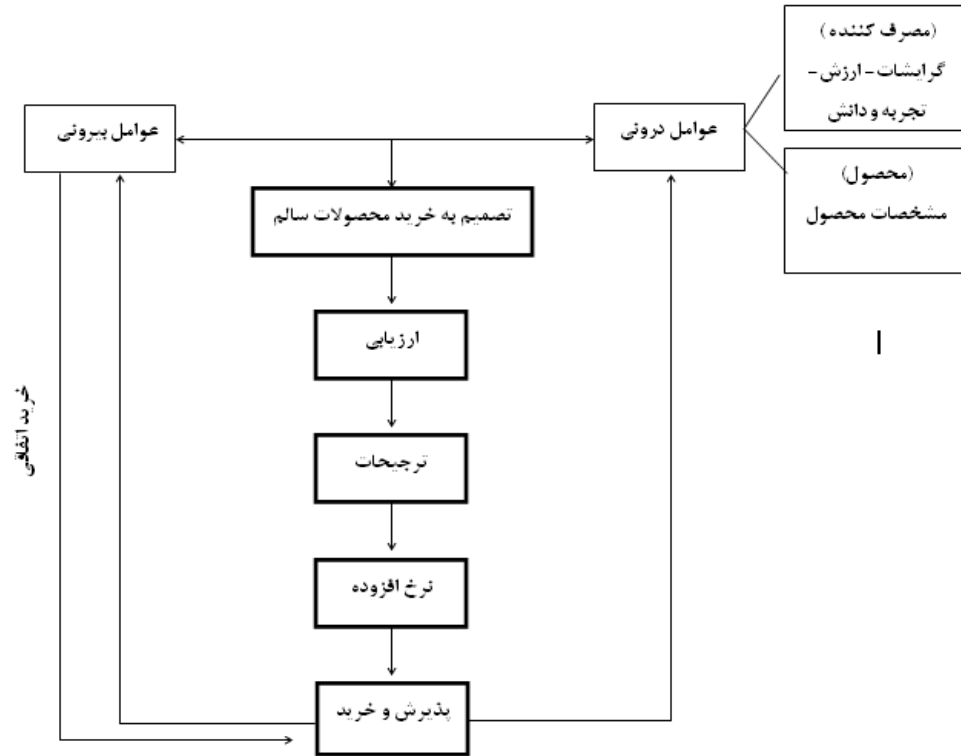 (مصرف کننده)
گرایشات - ارزش -
تجربه و دانش
عوامل درونی
عوامل بیرونی
(محصول)
مشخصات محصول
تصمیم به خرید محصولات سالم
ارزیابی
ترجیحات
نرخ افزوده
پذیرش و خرید
خرید اتفاقی